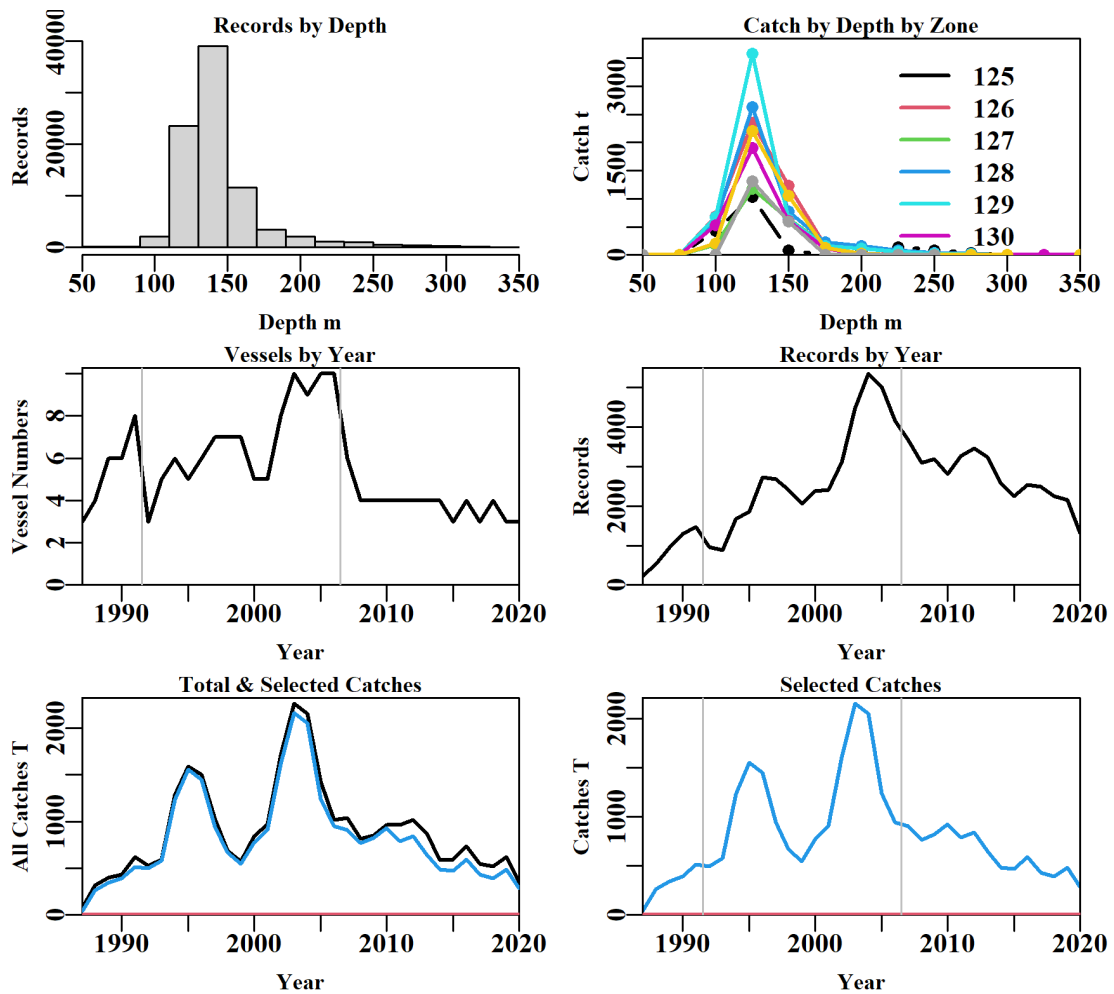 Records by Depth
Records
0
20000
40000
50 100 150 200 250 300 350
Depth m
Catch by Depth by Zone
Catch t
0
1500
3000
125
126
127
128
129
130
50 100 150 200 250 300 350
Depth m
Vessels by Year
Vessel Numbers
0 2 4 6 8
1990 2000 2010 2020
Year
Records by Year
Records
0 2000 4000
1990 2000 2010 2020
Year
Total & Selected Catches
All Catches T
0 1000 2000
1990 2000 2010 2020
Year
Selected Catches
Catches T
0 1000 2000
1990 2000 2010 2020
Year